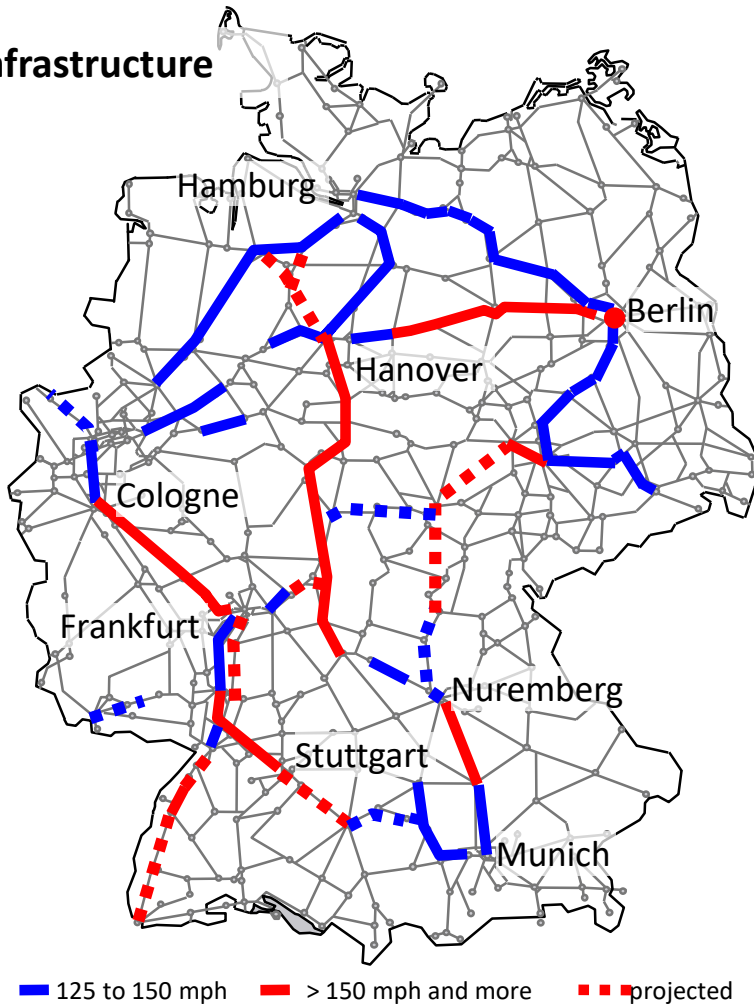 nfrastructure
Hamburg
Berlin
Hanover
Cologne
Frankfurt
Nuremberg
Stuttgart
Munich
125 to 150 mph > 150 mph and more projected